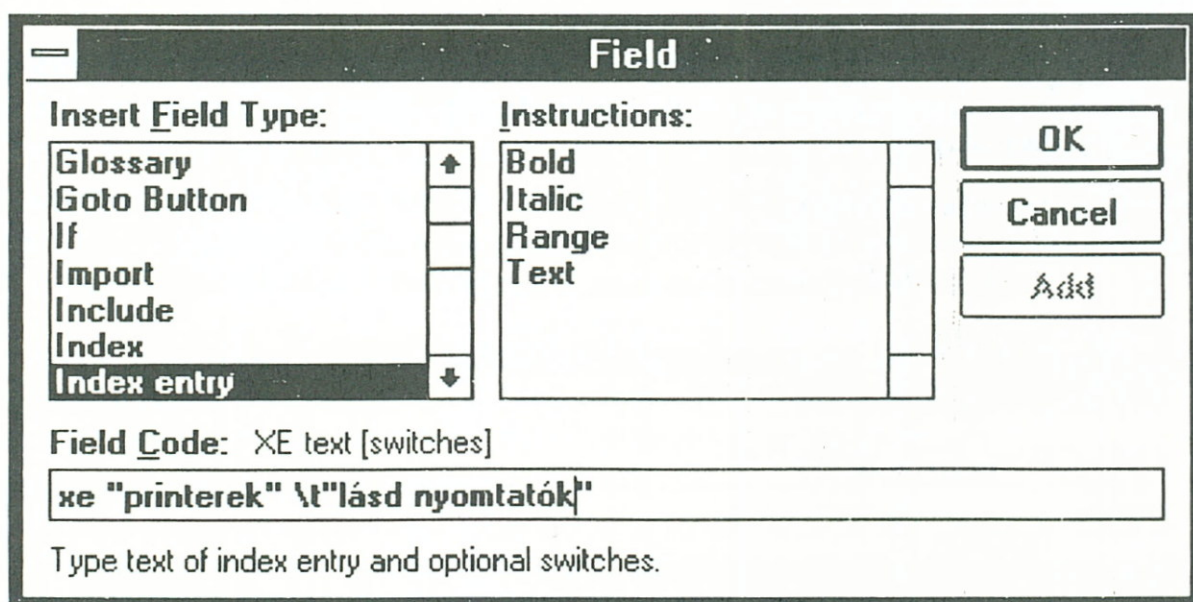 Field
Insert Field Type:
Glossary
Goto Button
If
Import
Include
Index
Index entry
Instructions:
Bold
Italic
Range
Text
OK
Cancel
Add
Field Code: XE text [switches]
xe "printerek" \t"lásd nyomtatók"
Type text of index entry and optional switches.